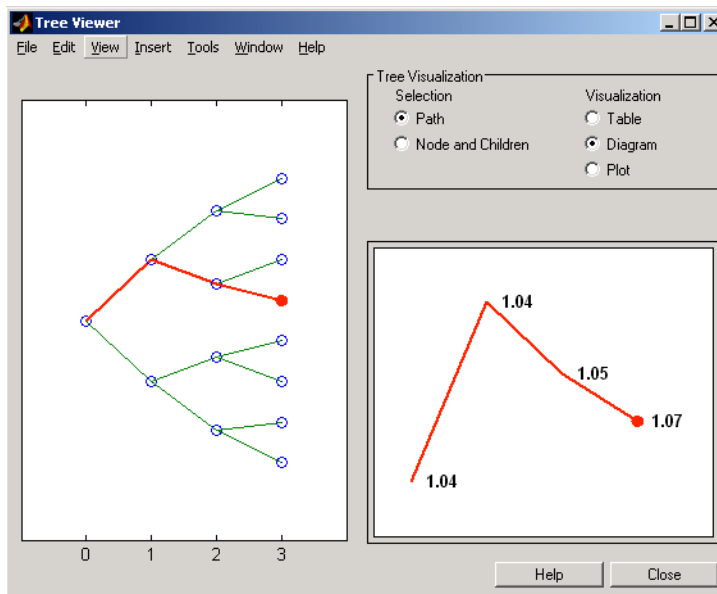 Tree Viewer
File Edit View Insert Tools Window Help
Tree Visualization
Selection
Path
Node and Children
Visualization
Table
Diagram
Plot
0 1 2 3
1.04
1.05
1.07
1.04
Help Close